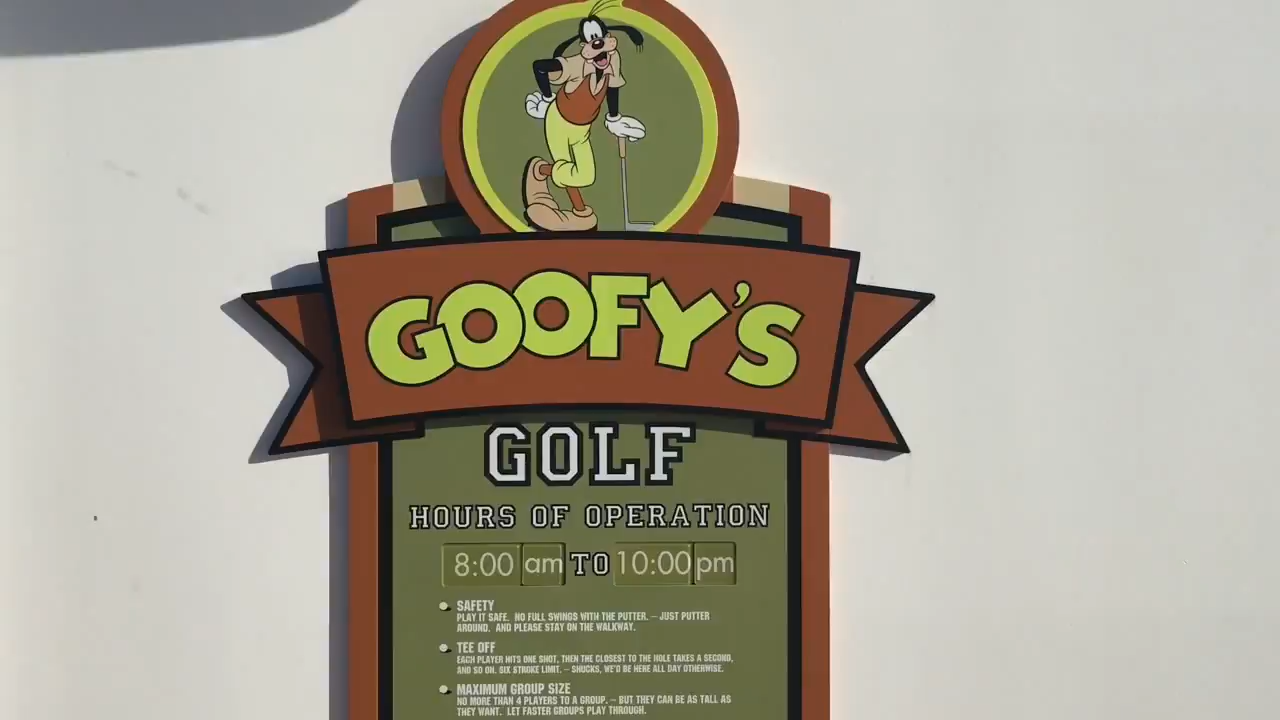 GOOFY'S
GOLF
HOURS OF OPERATION
8:00 am TO 10:00 pm
SAFETY
PLAY IT SAFE. NO FULL SWINGS WITH THE PUTTER. – JUST PUTTER
AROUND. AND PLEASE STAY ON THE WALKWAY.
TEE OFF
EACH PLAYER HITS ONE SHOT, THEN THE CLOSEST TO THE HOLE TAKES A SECOND,
AND SO ON. SIX STROKE LIMIT. – SHUCKS, WE'D BE HERE ALL DAY OTHERWISE.
MAXIMUM GROUP SIZE
NO MORE THAN 4 PLAYERS TO A GROUP. – BUT THEY CAN BE AS TALL AS
THEY WANT. LET FASTER GROUPS PLAY THROUGH.